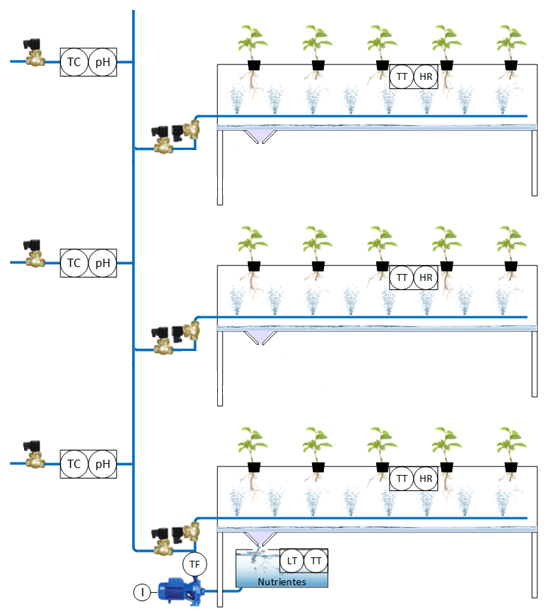 TC pH
TT HR
TC pH
TT HR
TC pH
TT HR
TF
LT TT
I
Nutrientes